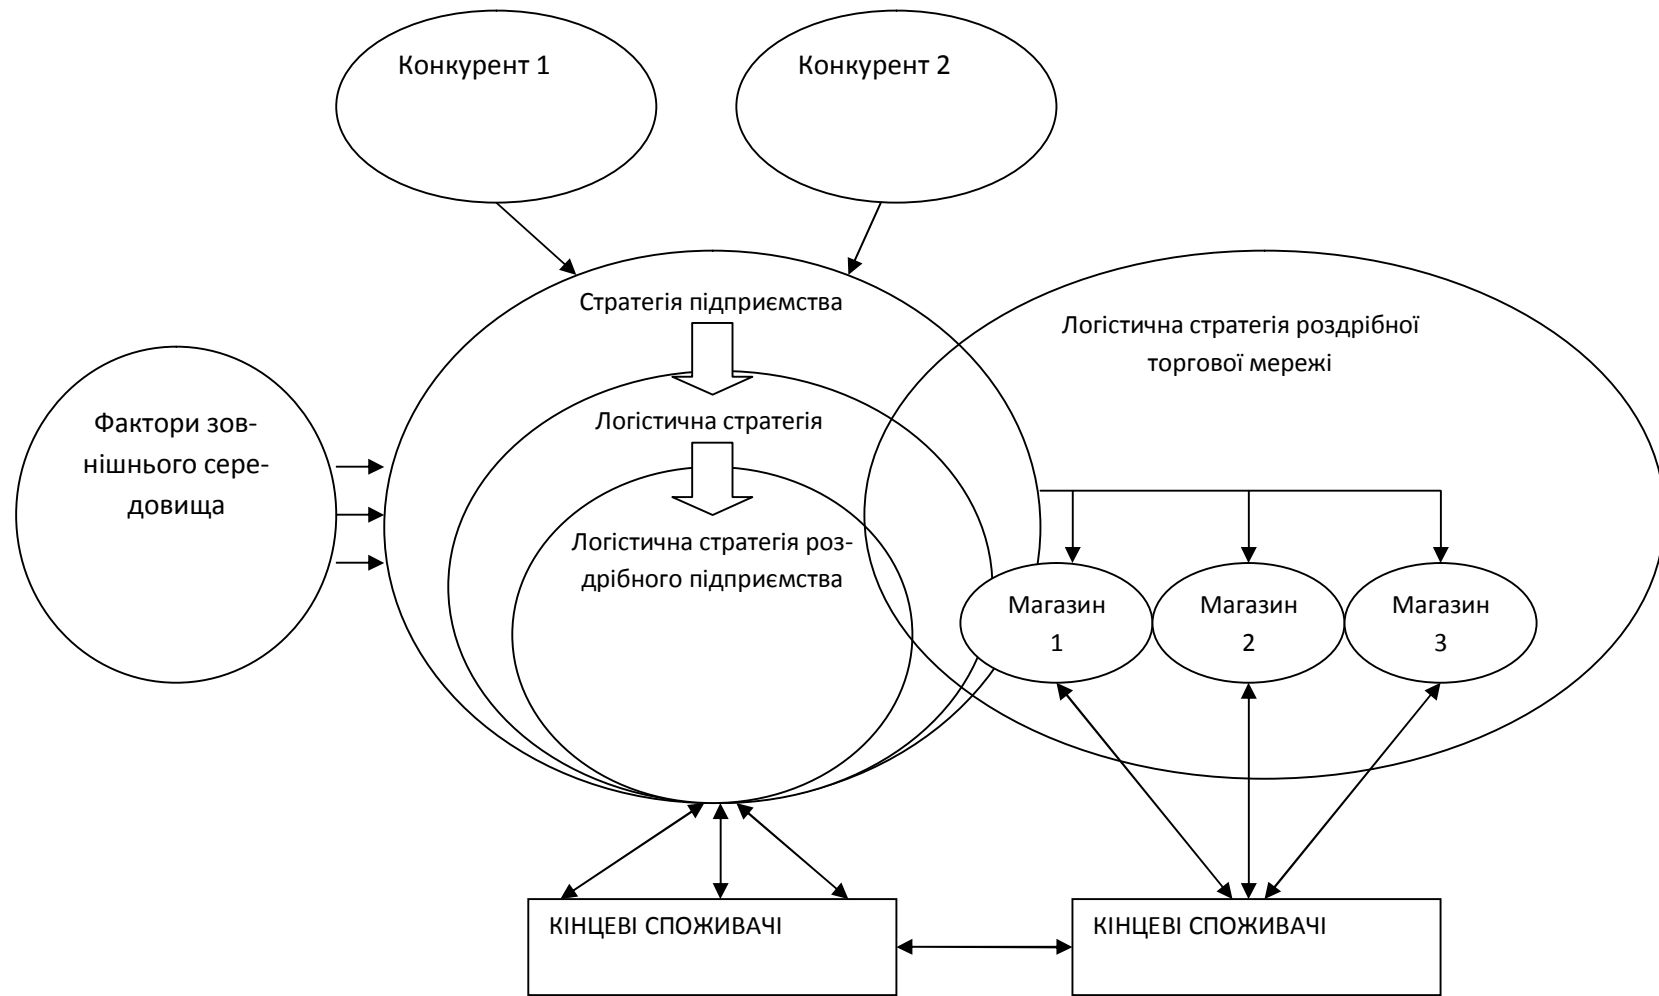 Конкурент 1
Конкурент 2
Стратегія підприємства
Логістична стратегія роздрібної
торгової мережі
Фактори зов-
нішнього сере-
довища
Логістична стратегія
Логістична стратегія роз-
дрібного підприємства
Магазин
1
Магазин
2
Магазин
3
КІНЦЕВІ СПОЖИВАЧІ
КІНЦЕВІ СПОЖИВАЧІ